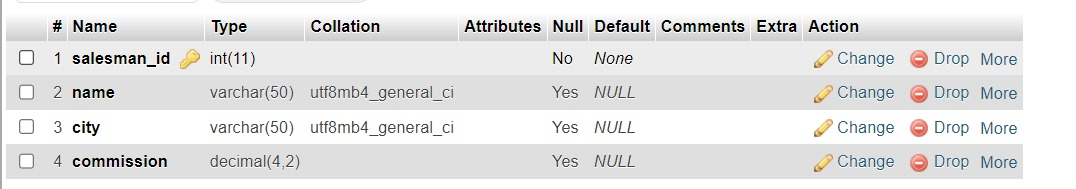 # Name Type Collation Attributes Null Default Comments Extra Action
1 salesman_id int(11) No None Change Drop More
2 name varchar(50) utf8mb4_general_ci Yes NULL Change Drop More
3 city varchar(50) utf8mb4_general_ci Yes NULL Change Drop More
4 commission decimal(4,2) Yes NULL Change Drop More